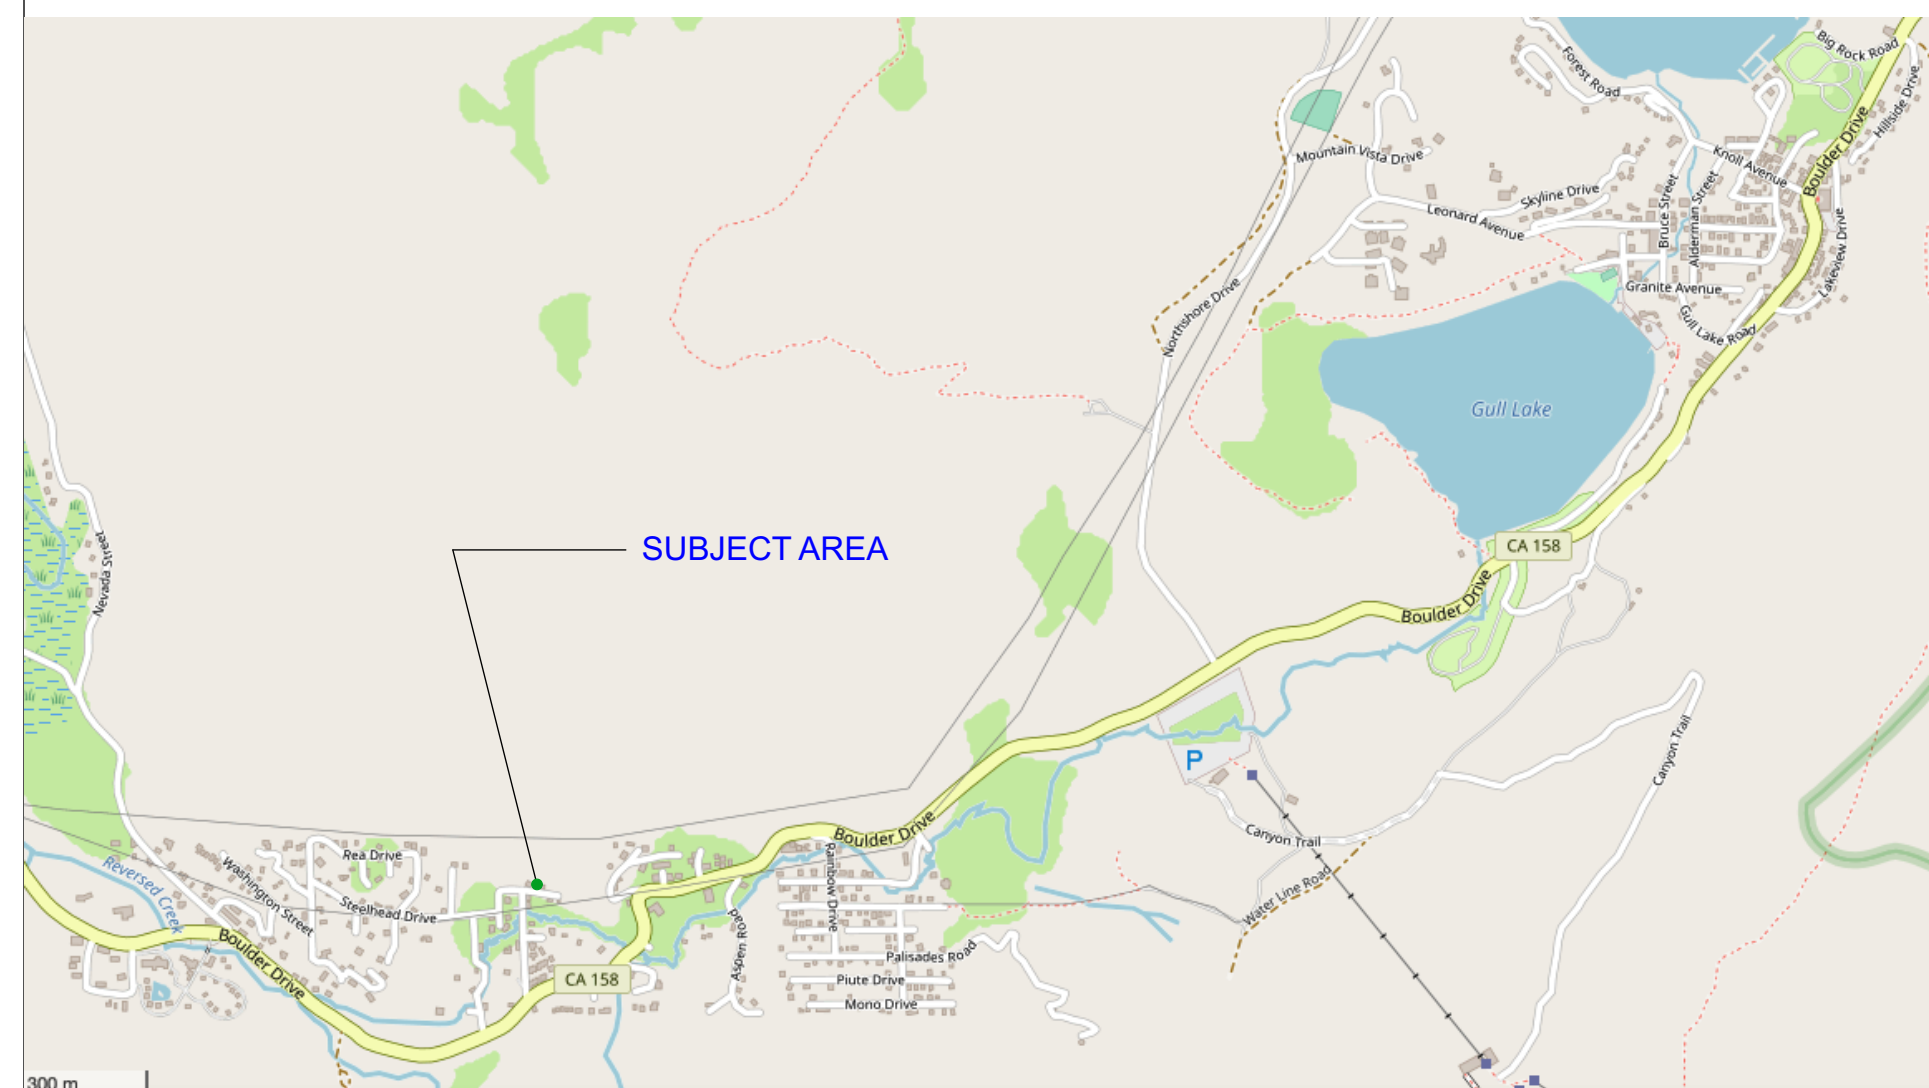 Big Rock Road
Forest Road
Hillside Drive
Boulder Drive
Mountain Vista Drive
Knoll Avenue
Skyline Drive
Leonard Avenue
Bruce Street
Alderman Street
Lakeview Drive
Granite Avenue
Northshore Drive
Gull Lake Road
Gull Lake
SUBJECT AREA
CA 158
Nevada Street
Boulder Drive
Canyon Trail
P
Boulder Drive
Canyon Trail
Rea Drive
Rainbow Drive
Reversed Creek
Washington Street
Steelhead Drive
Water Line Road
Aspen Road
Boulder Drive
Palisades Road
CA 158
Piute Drive
Mono Drive
300 m